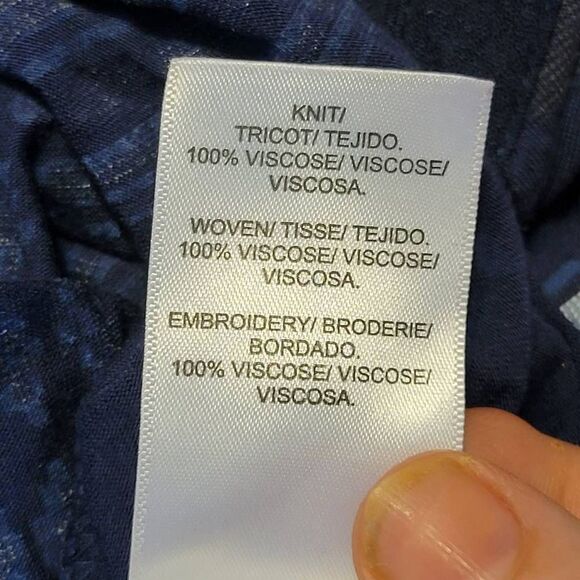 KNIT/
TRICOT/ TEJIDO.
100% VISCOSE/ VISCOSE/
VISCOSA.
WOVEN/ TISSE/ TEJIDO.
100% VISCOSE/ VISCOSE/
VISCOSA.
EMBROIDERY/ BRODERIE/
BORDADO.
100% VISCOSE/ VISCOSE/
VISCOSA.